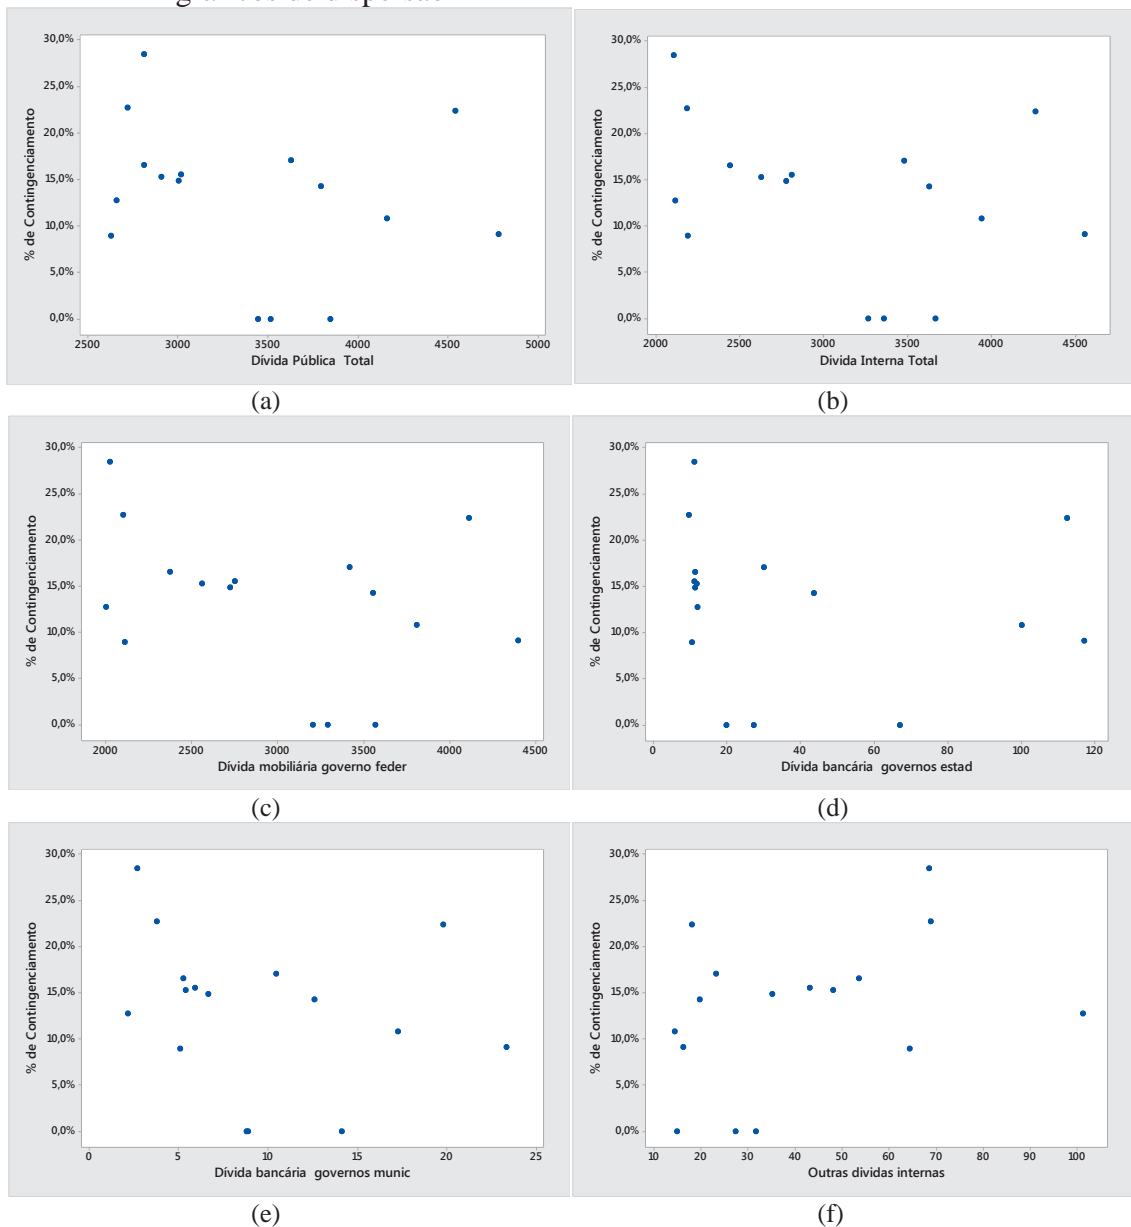 gráficos de dispersão
30,0%
25,0%
20,0%
15,0%
10,0%
5,0%
0,0%
% de Contingenciamento
2500 3000 3500 4000 4500 5000
Dívida Pública Total
(a)
30,0%
25,0%
20,0%
15,0%
10,0%
5,0%
0,0%
% de Contingenciamento
2000 2500 3000 3500 4000 4500
Divida Interna Total
(b)
30,0%
25,0%
20,0%
15,0%
10,0%
5,0%
0,0%
% de Contingenciamento
2000 2500 3000 3500 4000 4500
Dívida mobiliária governo feder
(c)
30,0%
25,0%
20,0%
15,0%
10,0%
5,0%
0,0%
% de Contingenciamento
0 20 40 60 80 100 120
Dívida bancária governos estad
(d)
30,0%
25,0%
20,0%
15,0%
10,0%
5,0%
0,0%
% de Contingenciamento
0 5 10 15 20 25
Dívida bancária governos munic
(e)
30,0%
25,0%
20,0%
15,0%
10,0%
5,0%
0,0%
% de Contingenciamento
10 20 30 40 50 60 70 80 90 100
Outras dividas internas
(f)